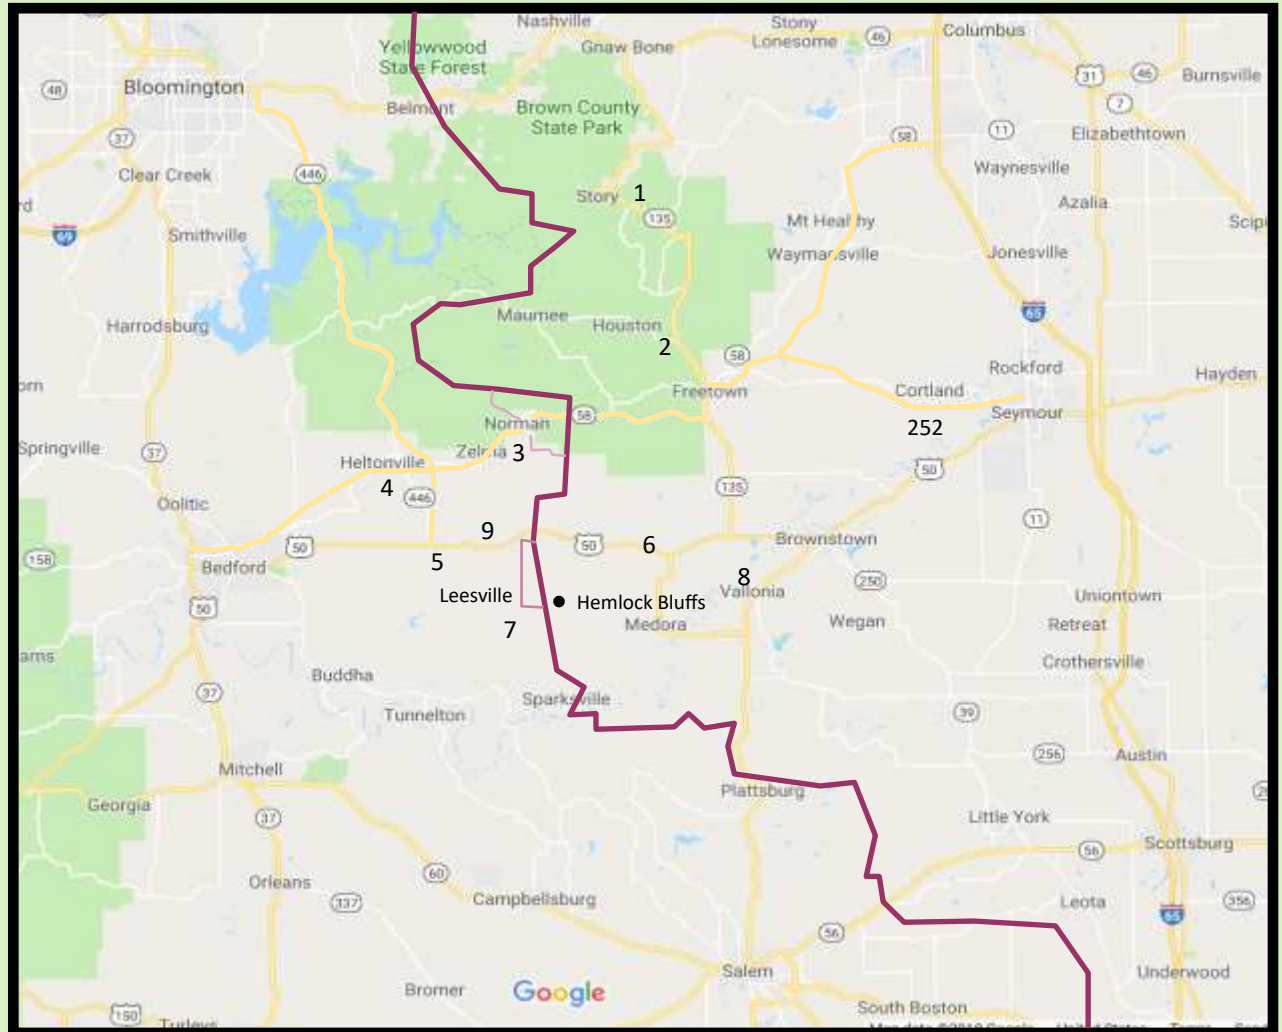 Nashville
Stony
Lonesome
46
Columbus
Yellowwood
State Forest
Gnaw Bone
31
46
Burnsville
48
Bloomington
7
Belmont
Brown County
State Park
37
58
11
Elizabethtown
Clear Creek
446
Waynesville
rd
Story
1
Azalia
69
Smithville
135
Mt Healthy
Scip
Waymansville
Jonesville
65
Harrodsburg
Maumee
Houston
2
58
Rockford
orn
Hayden
Freetown
Cortland
58
Seymour
Norman
252
Springville
37
Zelma
3
Heltonville
50
4
446
135
Oolitic
11
9
50
50
6
Brownstown
158
5
Bedford
8
250
Leesville
Hemlock Bluffs
Vallonia
Uniontown
50
7
Medora
Wegan
Retreat
ams
Crothersville
Buddha
37
Sparksville
Tunnelton
39
256
Austin
Mitchell
Plattsburg
Georgia
37
Little York
Scottsburg
56
60
Orleans
337
Campbellsburg
Leota
356
65
56
Salem
Underwood
Bromer
Google
South Boston
150
Turleys